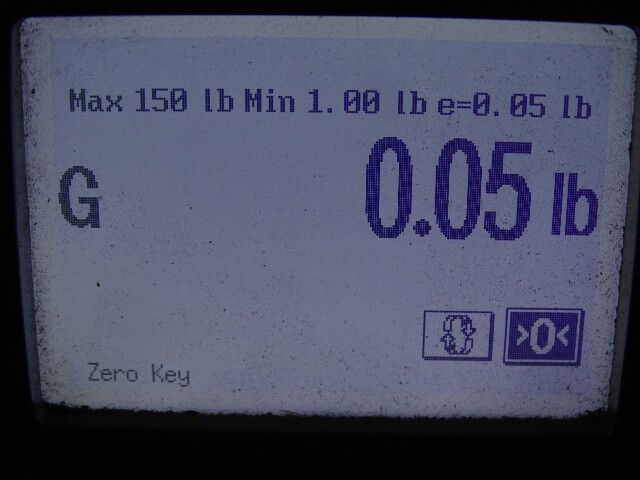 Max 150 lb Min 1.00 lb e=0.05 lb
G 0.05 lb
>0<
Zero Key